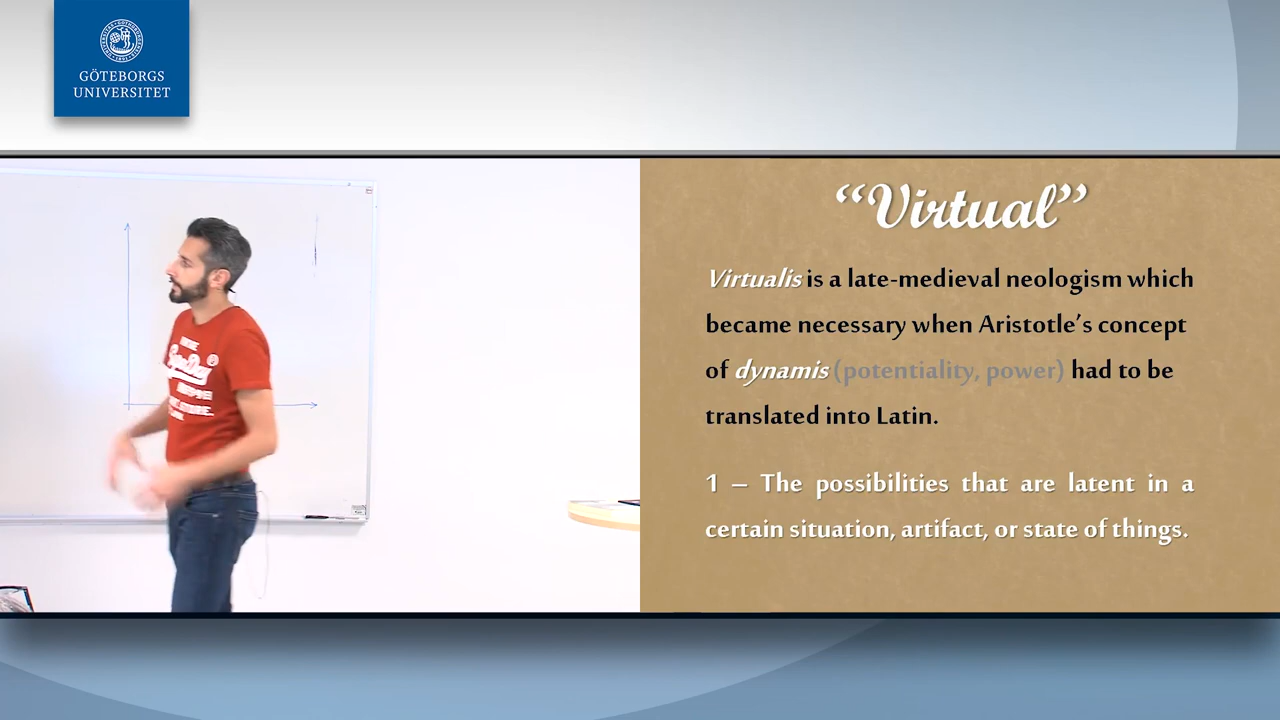 GÖTEBORGS
UNIVERSITET
“Virtual”
Virtualis is a late-medieval neologism which
became necessary when Aristotle’s concept
of dynamis (potentiality, power) had to be
translated into Latin.
1 – The possibilities that are latent in a
certain situation, artifact, or state of things.